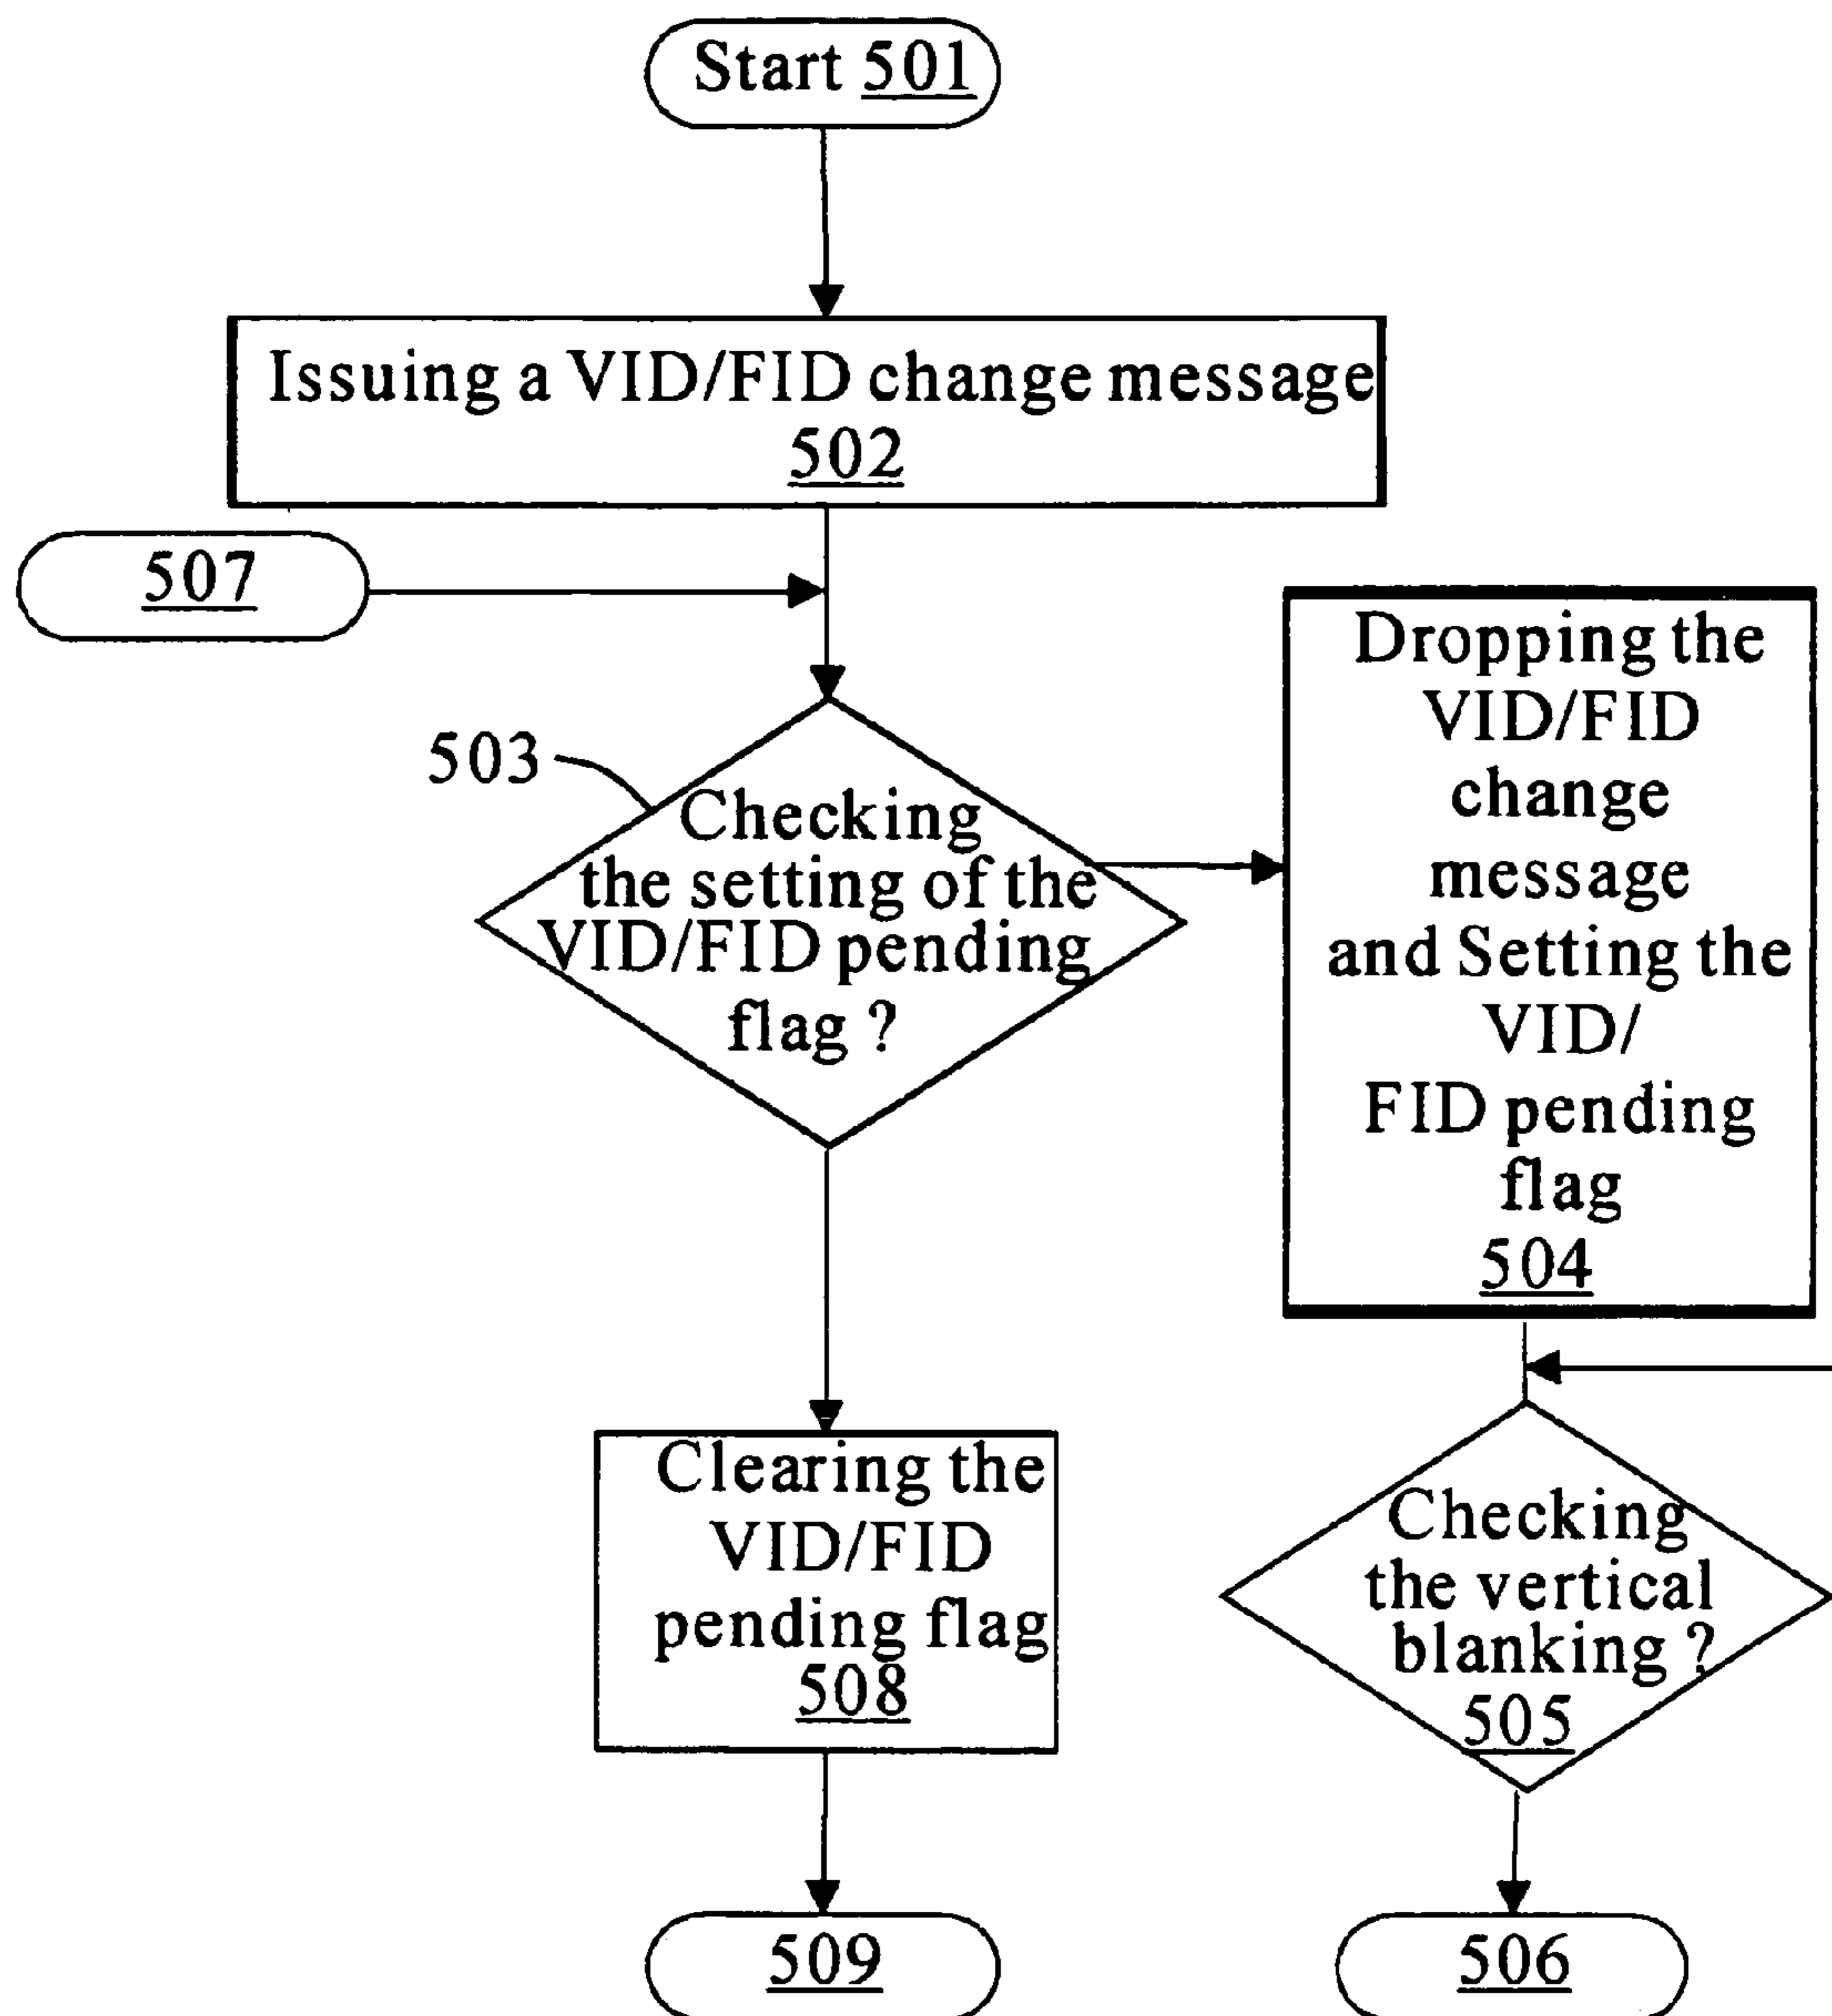 Start 501
Issuing a VID/FID change message
502
507
503
Checking
the setting of the
VID/FID pending
flag ?
Dropping the
VID/FID
change
message
and Setting the
VID/
FID pending
flag
504
Clearing the
VID/FID
pending flag
508
Checking
the vertical
blanking ?
505
509
506